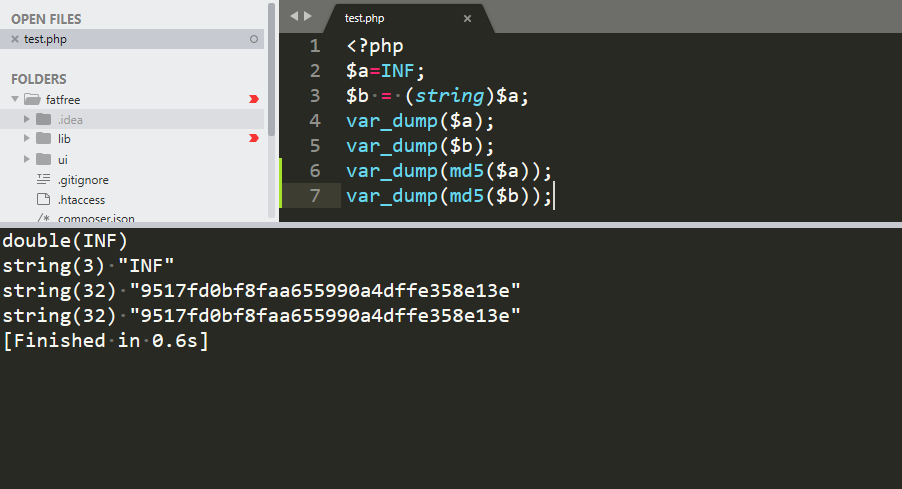 OPEN FILES
test.php
FOLDERS
fatfree
.idea
lib
ui
.gitignore
.htaccess
composer.json
test.php
1 <?php
2 $a=INF;
3 $b = (string)$a;
4 var_dump($a);
5 var_dump($b);
6 var_dump(md5($a));
7 var_dump(md5($b));
double(INF)
string(3) "INF"
string(32) "9517fd0bf8faa655990a4dffe358e13e"
string(32) "9517fd0bf8faa655990a4dffe358e13e"
[Finished in 0.6s]